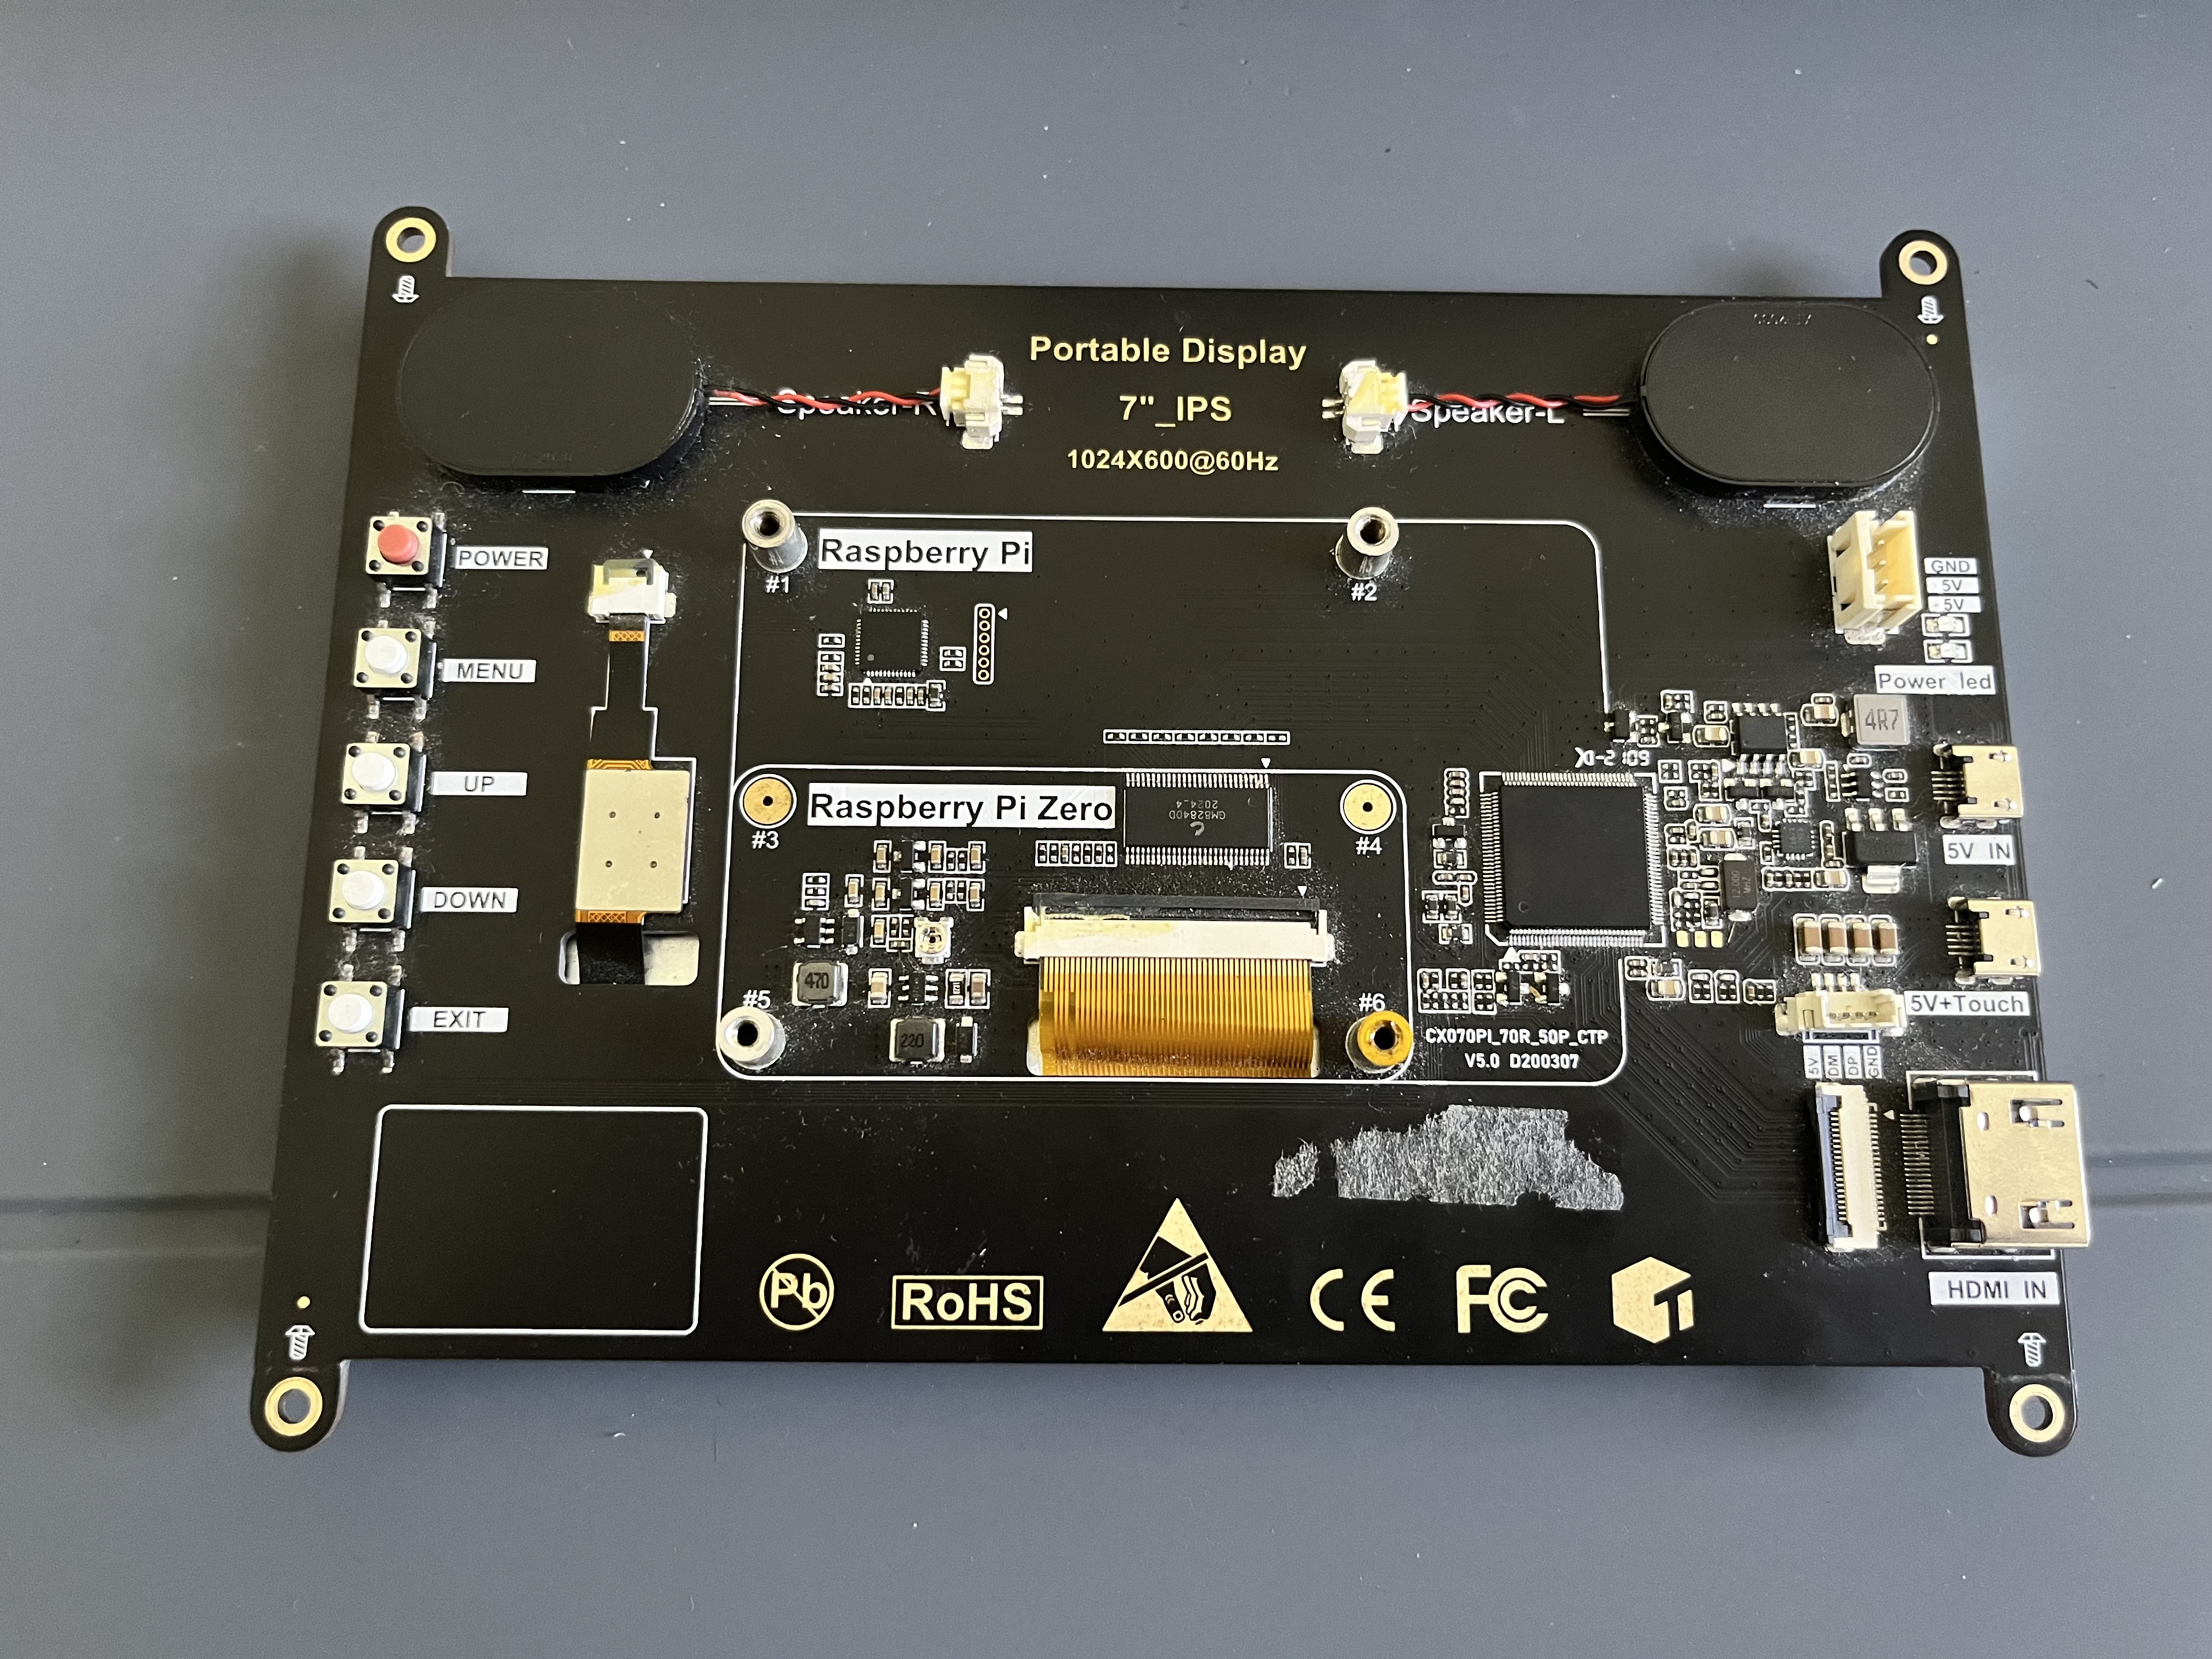 Portable Display
7"_IPS
1024X600@60Hz
Speaker-R
Speaker-L
POWER
MENU
UP
DOWN
EXIT
#1
Raspberry Pi
#2
GND
5V
5V
Power led
4R7
#3
Raspberry Pi Zero
GM8284DD
2024_4
#4
5V IN
470
220
#5
#6
5V+Touch
5V
DM
DP
GND
CX070PI_70R_50P_CTP
V5.0 D200307
Pb
RoHS
CE
FC
HDMI IN